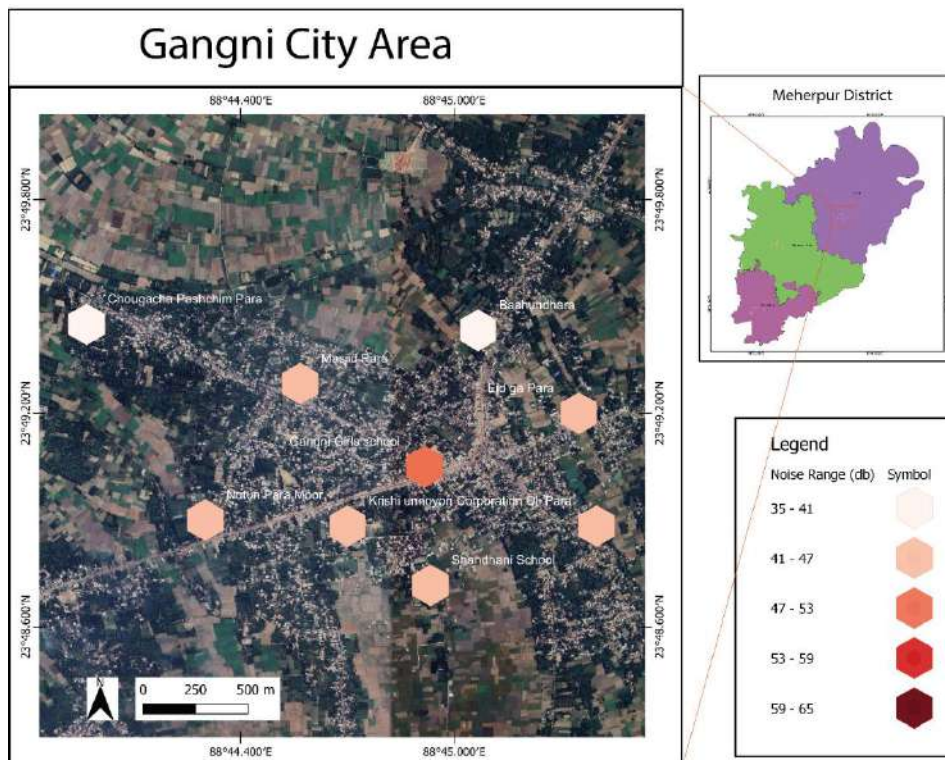 Gangni City Area
88°44.400'E
88°45.000'E
23°49.800'N
23°49.800'N
Chougacha Pashchim Para
Bashundhara
Masjid Para
Eid ga Para
23°49.200'N
23°49.200'N
Gangni Girls school
Notun Para Moor
Krishi unnoyon Corporation
Oli Para
Shandhani School
23°48.600'N
23°48.600'N
N
0 250 500 m
88°44.400'E
88°45.000'E
Meherpur District
Legend
Noise Range (db) Symbol
35 - 41
41 - 47
47 - 53
53 - 59
59 - 65